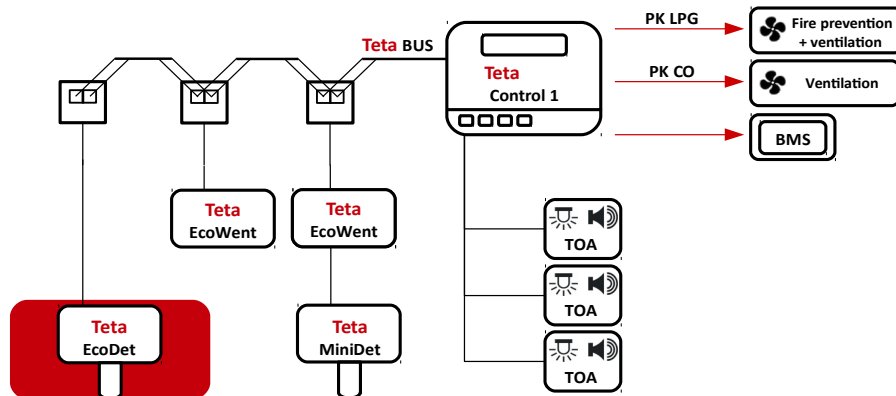 Teta BUS
Teta
Control 1
PK LPG
Fire prevention
+ ventilation
PK CO
Ventilation
BMS
Teta
EcoWent
Teta
EcoWent
TOA
TOA
TOA
Teta
EcoDet
Teta
MiniDet